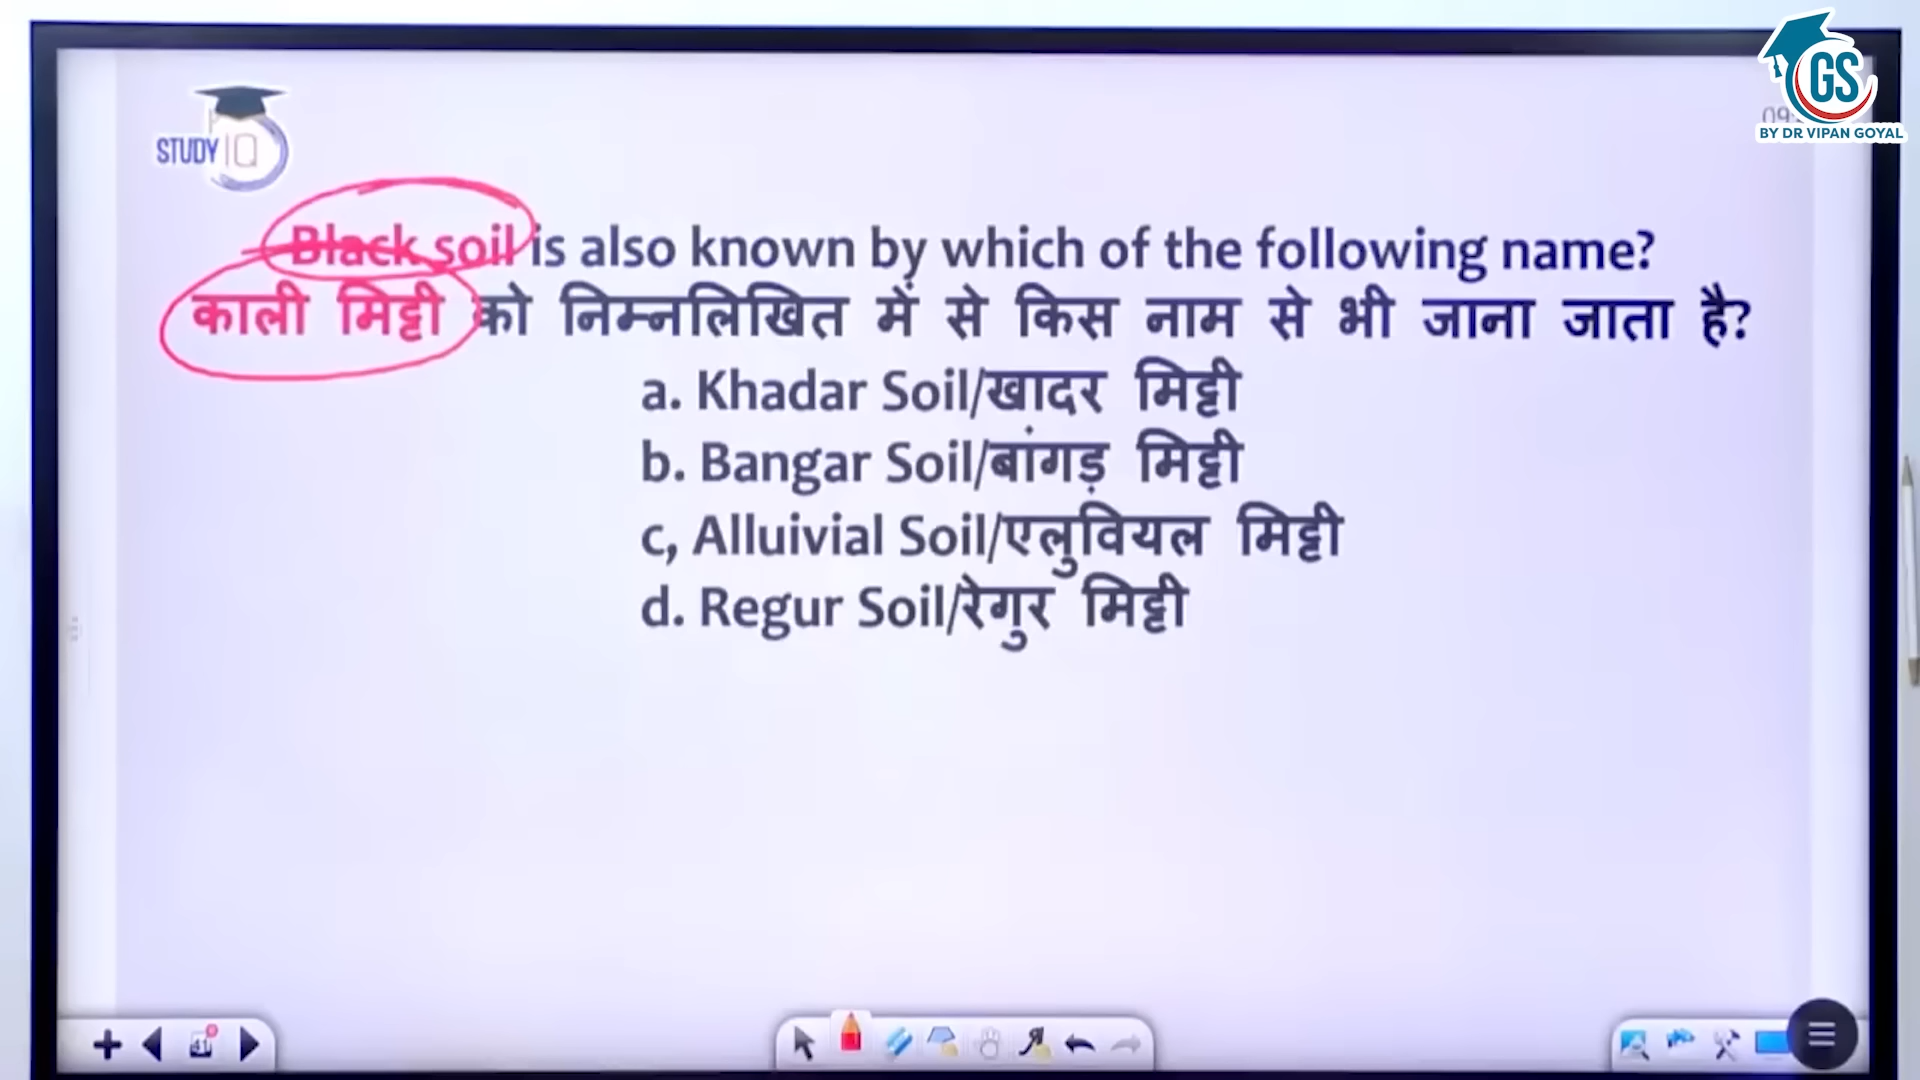 STUDY IQ
GS
BY DR VIPAN GOYAL
Black soil is also known by which of the following name?
काली मिट्टी को निम्नलिखित में से किस नाम से भी जाना जाता है?
a. Khadar Soil/खादर मिट्टी
b. Bangar Soil/बांगड़ मिट्टी
c, Alluivial Soil/एलुवियल मिट्टी
d. Regur Soil/रेगुर मिट्टी
41